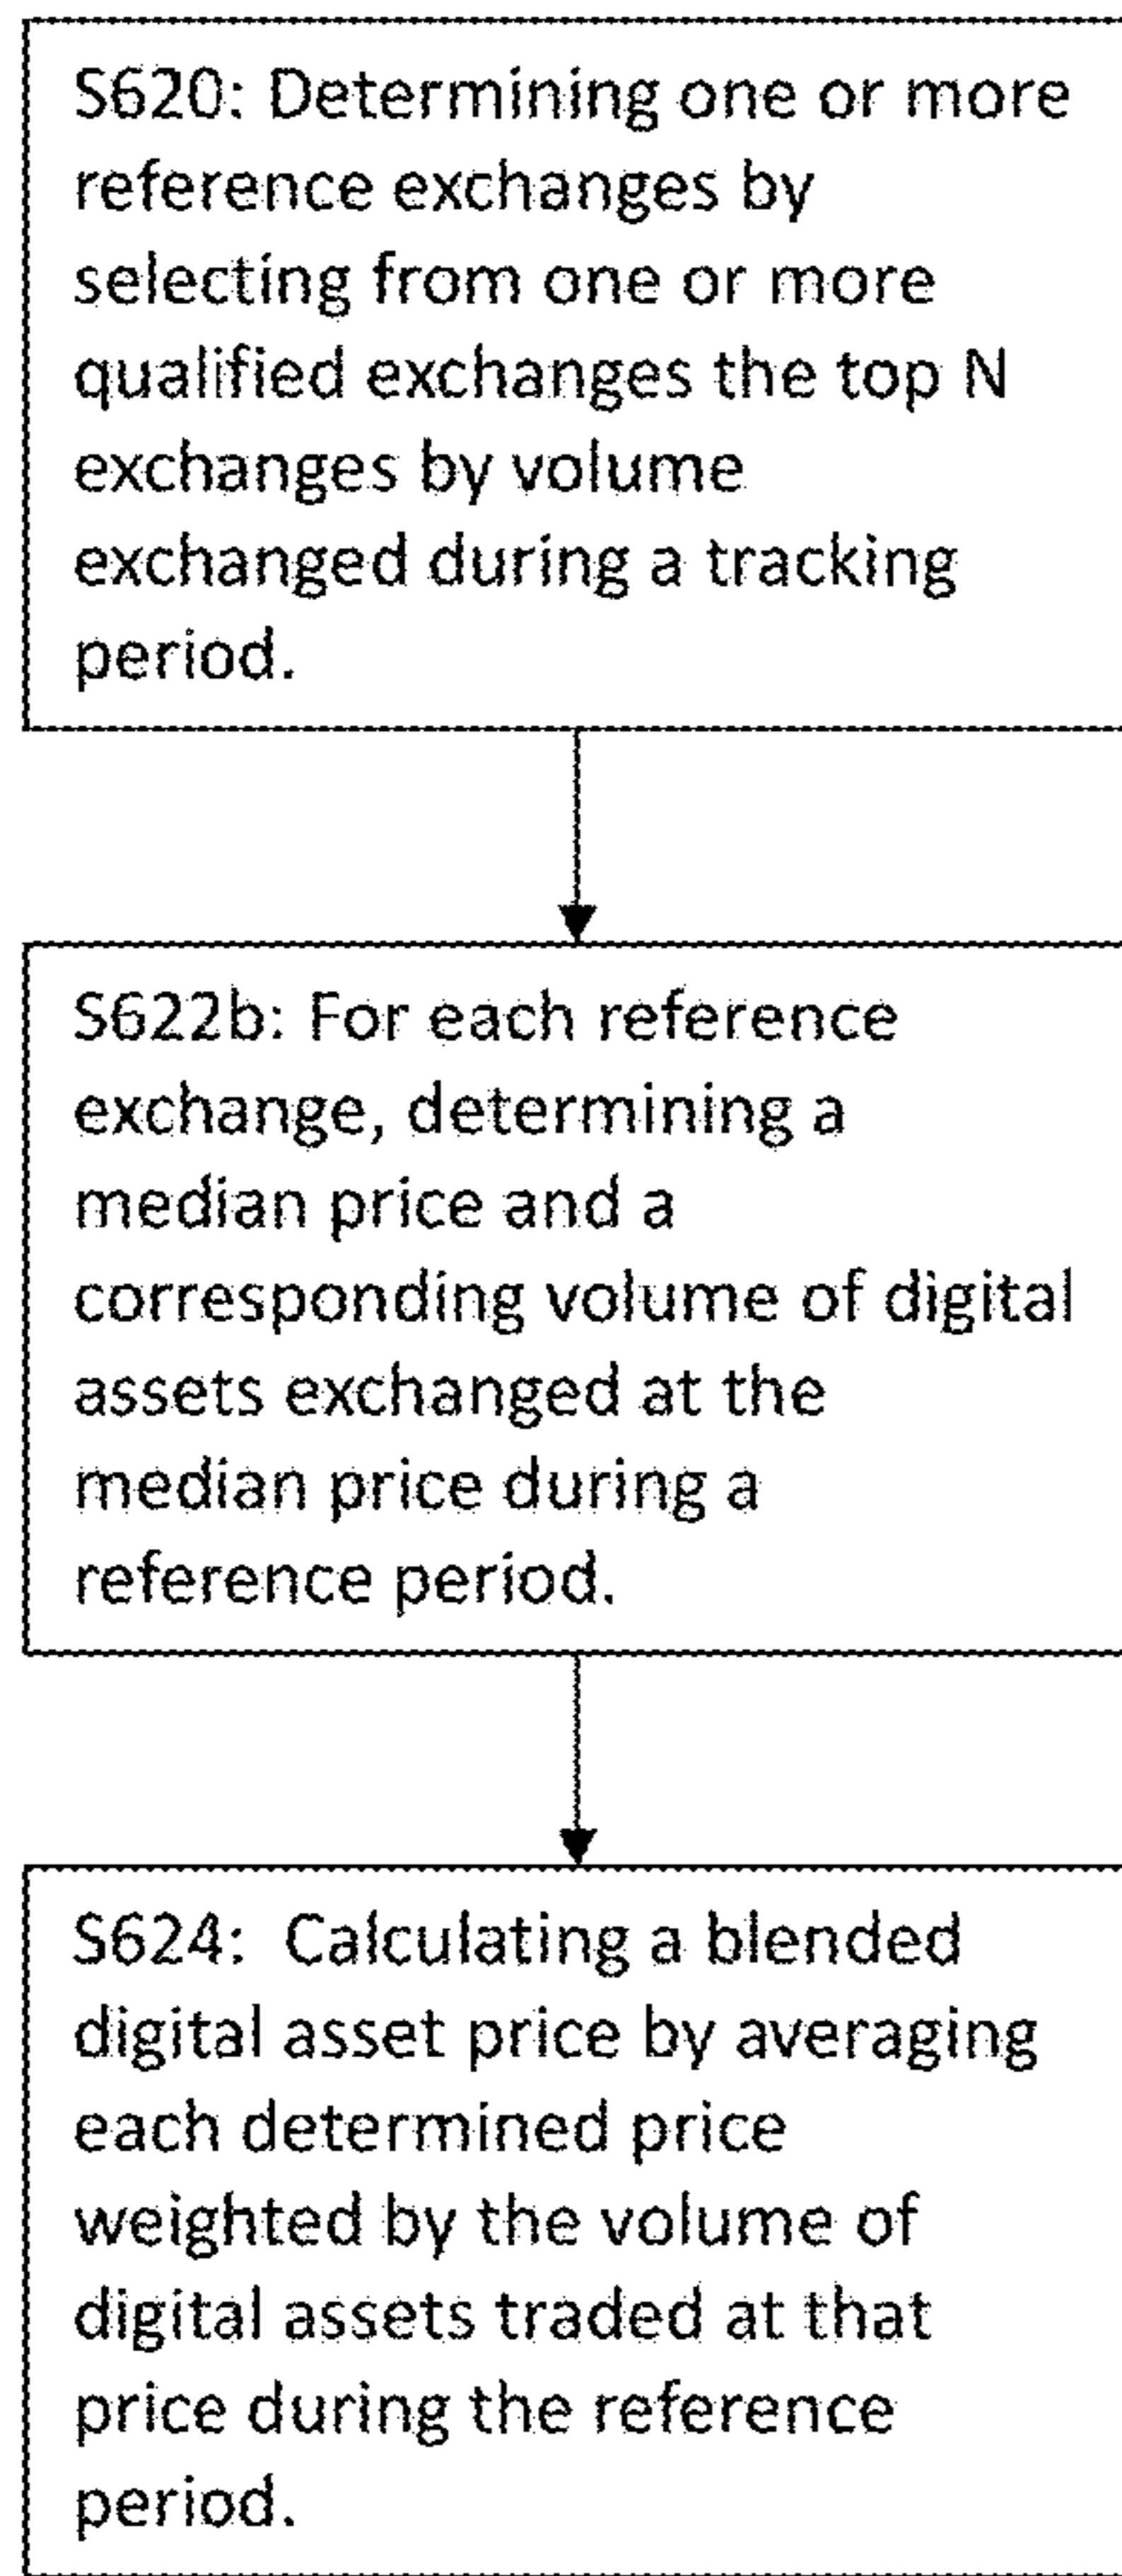 S620: Determining one or more
reference exchanges by
selecting from one or more
qualified exchanges the top N
exchanges by volume
exchanged during a tracking
period.
S622b: For each reference
exchange, determining a
median price and a
corresponding volume of digital
assets exchanged at the
median price during a
reference period.
S624: Calculating a blended
digital asset price by averaging
each determined price
weighted by the volume of
digital assets traded at that
price during the reference
period.